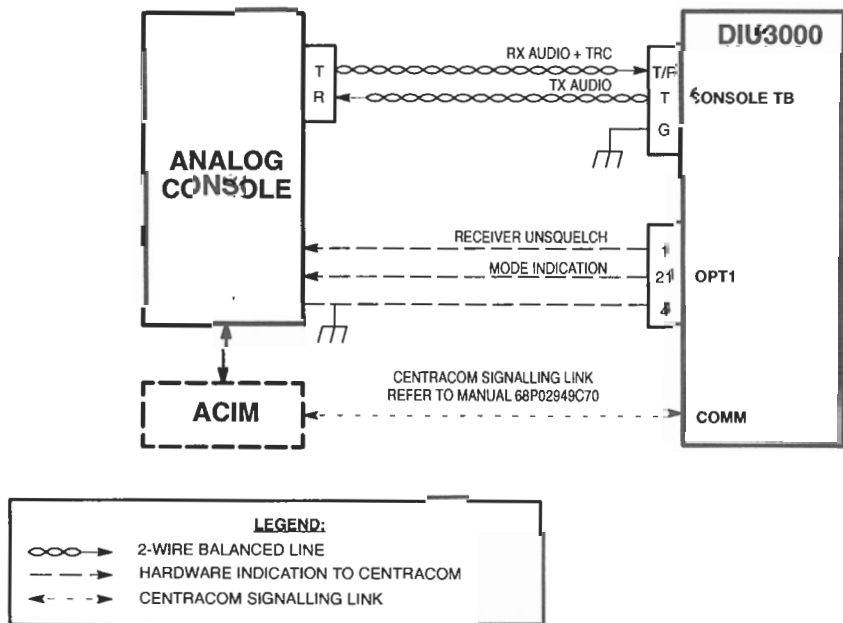 DIU3000
RX AUDIO + TRC
T
T/R
TX AUDIO
R
T
CONSOLE TB
G
ANALOG
CONSOLE
RECEIVER UNSQUELCH
1
MODE INDICATION
21
OPT1
4
CENTRACOM SIGNALLING LINK
REFER TO MANUAL 68P02949C70
ACIM
COMM
LEGEND:
2-WIRE BALANCED LINE
HARDWARE INDICATION TO CENTRACOM
CENTRACOM SIGNALLING LINK